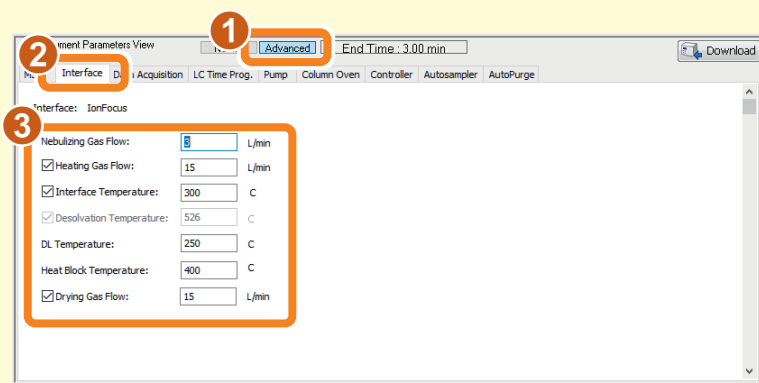 1
ument Parameters View
Advanced
End Time : 3.00 min
Download
2
Interface
Acquisition
LC Time Prog.
Pump
Column Oven
Controller
Autosampler
AutoPurge
terface: IonFocus
3
Nebulizing Gas Flow: 3 L/min
Heating Gas Flow: 15 L/min
Interface Temperature: 300 C
Desolvation Temperature: 526 C
DL Temperature: 250 C
Heat Block Temperature: 400 C
Drying Gas Flow: 15 L/min